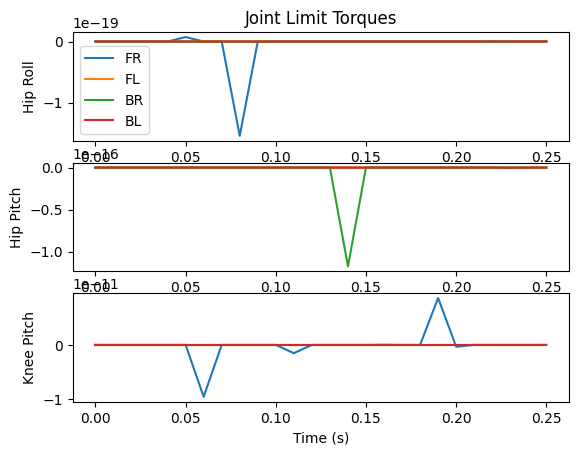 Joint Limit Torques
1e−19
Hip Roll
0
−1
FR
FL
BR
BL
0.00 0.05 0.10 0.15 0.20 0.25
1e−16
Hip Pitch
0.0
−0.5
−1.0
0.00 0.05 0.10 0.15 0.20 0.25
1e−11
Knee Pitch
0
−1
0.00 0.05 0.10 0.15 0.20 0.25
Time (s)